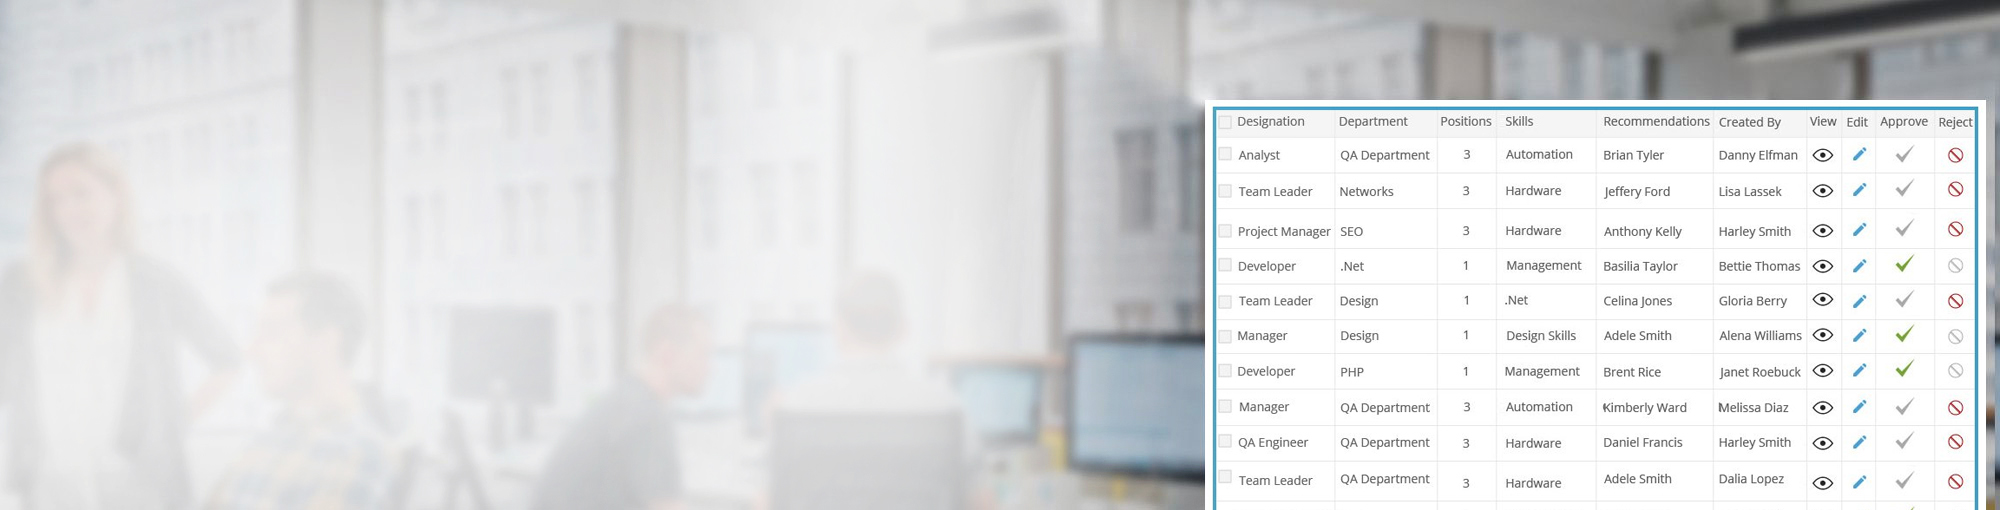 Designation Department Positions Skills Recommendations Created By View Edit Approve Reject
Analyst QA Department 3 Automation Brian Tyler Danny Elfman
Team Leader Networks 3 Hardware Jeffery Ford Lisa Lassek
Project Manager SEO 3 Hardware Anthony Kelly Harley Smith
Developer .Net 1 Management Basilia Taylor Bettie Thomas
Team Leader Design 1 .Net Celina Jones Gloria Berry
Manager Design 1 Design Skills Adele Smith Alena Williams
Developer PHP 1 Management Brent Rice Janet Roebuck
Manager QA Department 3 Automation Kimberly Ward Melissa Diaz
QA Engineer QA Department 3 Hardware Daniel Francis Harley Smith
Team Leader QA Department 3 Hardware Adele Smith Dalia Lopez